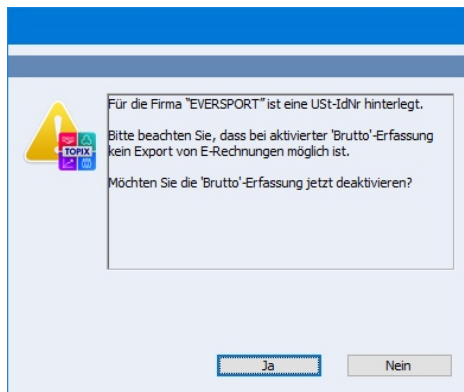 Für die Firma "EVERSPORT" ist eine USt-IdNr hinterlegt.
Bitte beachten Sie, dass bei aktivierter 'Brutto'-Erfassung
kein Export von E-Rechnungen möglich ist.
Möchten Sie die 'Brutto'-Erfassung jetzt deaktivieren?
TOPIX
Ja
Nein